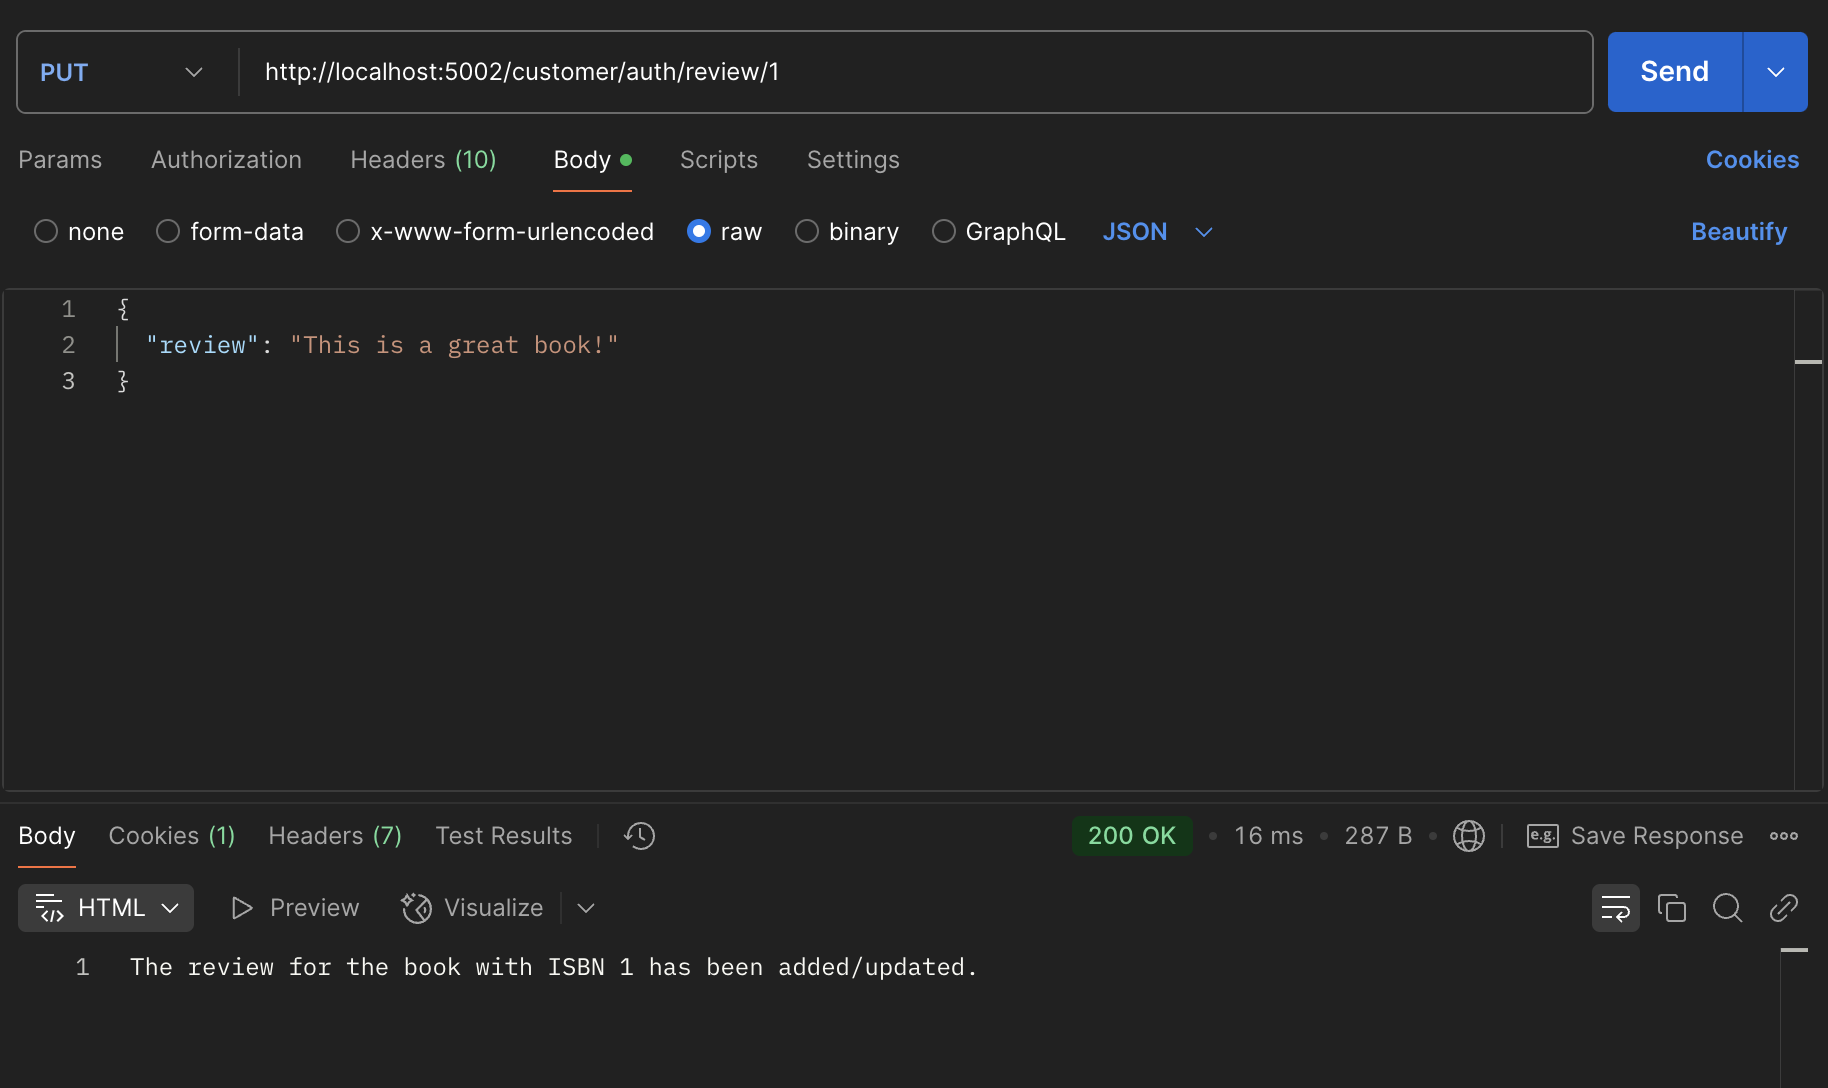 PUT http://localhost:5002/customer/auth/review/1 Send
Params Authorization Headers (10) Body Scripts Settings Cookies
none form-data x-www-form-urlencoded raw binary GraphQL JSON Beautify
1 {
2 "review": "This is a great book!"
3 }
Body Cookies (1) Headers (7) Test Results 200 OK • 16 ms • 287 B • e.g. Save Response
HTML Preview Visualize
1 The review for the book with ISBN 1 has been added/updated.